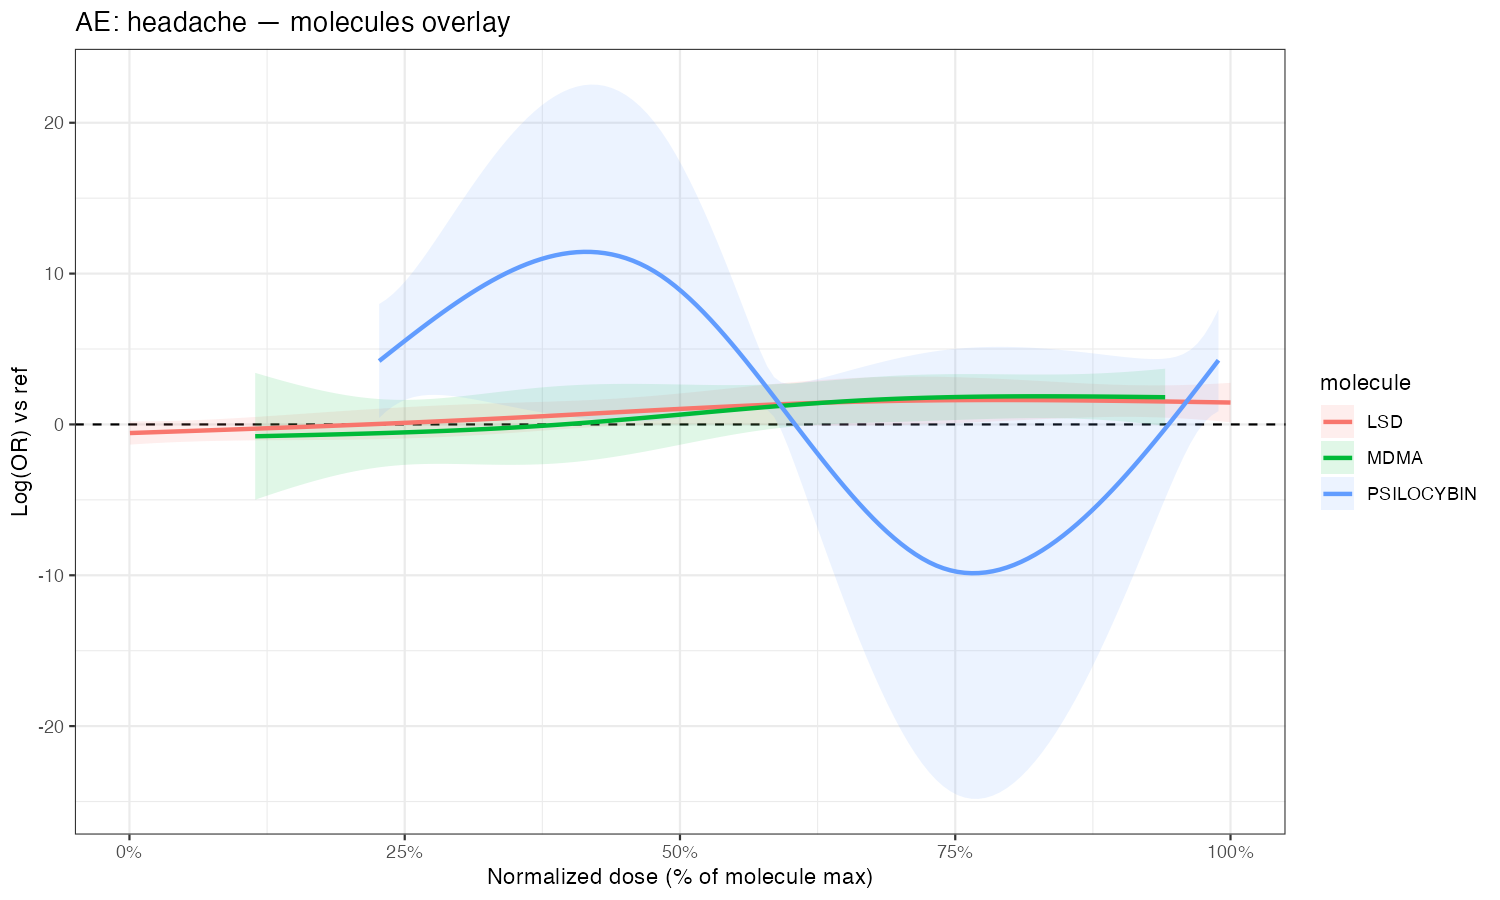 AE: headache — molecules overlay
Log(OR) vs ref
20
10
0
-10
-20
0%
25%
50%
75%
100%
Normalized dose (% of molecule max)
molecule
LSD
MDMA
PSILOCYBIN